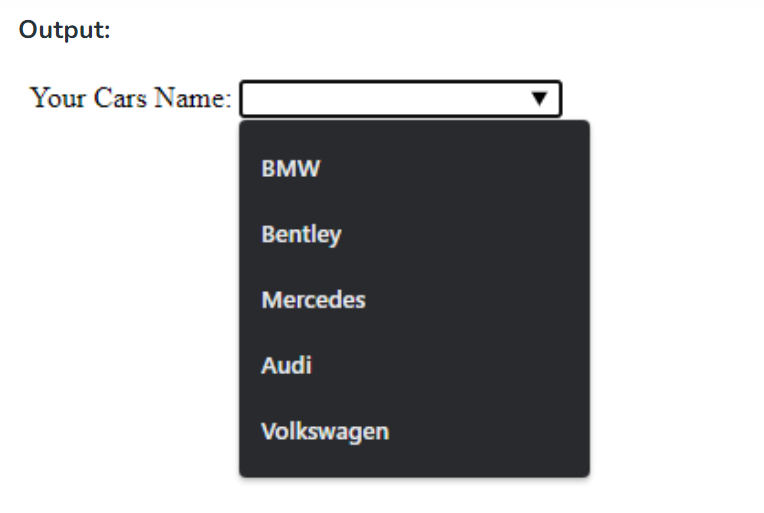 Output:
Your Cars Name:
BMW
Bentley
Mercedes
Audi
Volkswagen